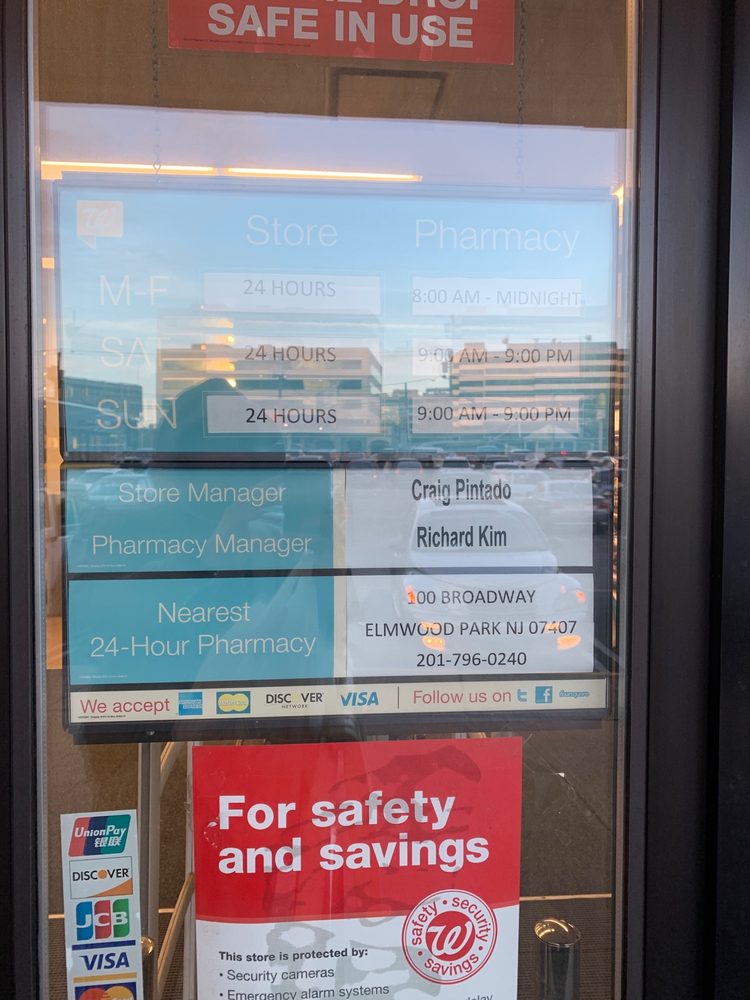 SAFE IN USE
Store Pharmacy
M-F 24 HOURS 8:00 AM - MIDNIGHT
SAT 24 HOURS 9:00 AM - 9:00 PM
SUN 24 HOURS 9:00 AM - 9:00 PM
Store Manager Craig Pintado
Pharmacy Manager Richard Kim
Nearest
24-Hour Pharmacy
100 BROADWAY
ELMWOOD PARK NJ 07407
201-796-0240
We accept DISCOVER NETWORK VISA Follow us on foursquare
For safety
and savings
safety • security • savings
This store is protected by:
• Security cameras
• Emergency alarm systems
delay
UnionPay
银联
DISCOVER
JCB
VISA
MasterCard